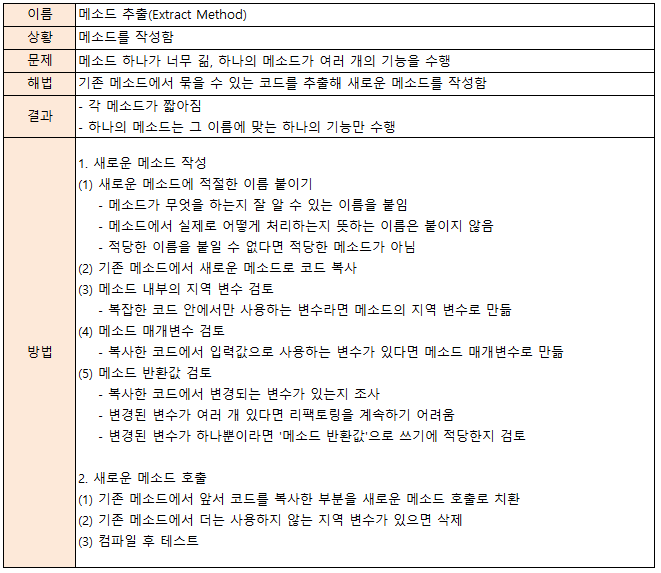 이름 메소드 추출(Extract Method)
상황 메소드를 작성함
문제 메소드 하나가 너무 긺, 하나의 메소드가 여러 개의 기능을 수행
해법 기존 메소드에서 묶을 수 있는 코드를 추출해 새로운 메소드를 작성함
결과
- 각 메소드가 짧아짐
- 하나의 메소드는 그 이름에 맞는 하나의 기능만 수행
방법
1. 새로운 메소드 작성
(1) 새로운 메소드에 적절한 이름 붙이기
- 메소드가 무엇을 하는지 잘 알 수 있는 이름을 붙임
- 메소드에서 실제로 어떻게 처리하는지 뜻하는 이름은 붙이지 않음
- 적당한 이름을 붙일 수 없다면 적당한 메소드가 아님
(2) 기존 메소드에서 새로운 메소드로 코드 복사
(3) 메소드 내부의 지역 변수 검토
- 복잡한 코드 안에서만 사용하는 변수라면 메소드의 지역 변수로 만듦
(4) 메소드 매개변수 검토
- 복사한 코드에서 입력값으로 사용하는 변수가 있다면 메소드 매개변수로 만듦
(5) 메소드 반환값 검토
- 복사한 코드에서 변경되는 변수가 있는지 조사
- 변경된 변수가 여러 개 있다면 리팩토링을 계속하기 어려움
- 변경된 변수가 하나뿐이라면 '메소드 반환값'으로 쓰기에 적당한지 검토
2. 새로운 메소드 호출
(1) 기존 메소드에서 앞서 코드를 복사한 부분을 새로운 메소드 호출로 치환
(2) 기존 메소드에서 더는 사용하지 않는 지역 변수가 있으면 삭제
(3) 컴파일 후 테스트